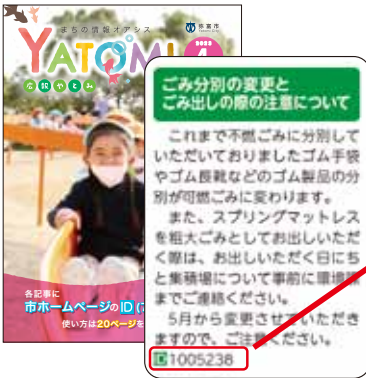 まちの情報オアシス
弥富市
YATOMI
2023
4
広報やとみ
各記事に
市ホームページのID
使い方は20ページを
ごみ分別の変更と
ごみ出しの際の注意について
これまで不燃ごみに分別して
いただいておりましたゴム手袋
やゴム長靴などのゴム製品の分
別が可燃ごみに変わります。
また、スプリングマットレス
を粗大ごみとしてお出しいただ
く際は、お出しいただく日にち
と集積場について事前に環境課
までご連絡ください。
5月から変更させていただき
ますので、ご注意ください。
ID1005238